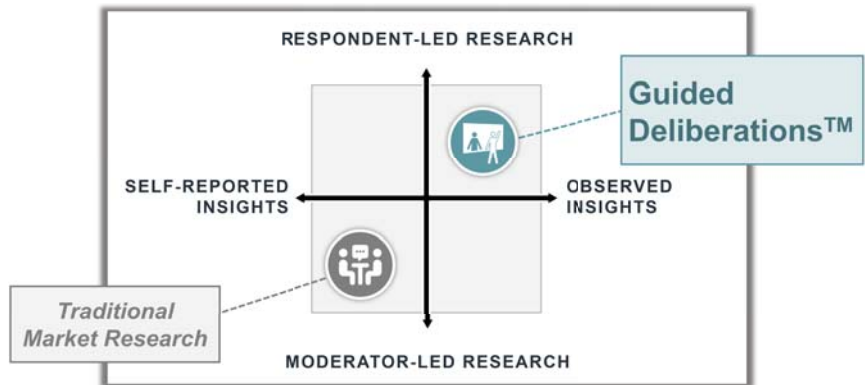 RESPONDENT-LED RESEARCH
Guided
Deliberations™
SELF-REPORTED
INSIGHTS
OBSERVED
INSIGHTS
Traditional
Market Research
MODERATOR-LED RESEARCH